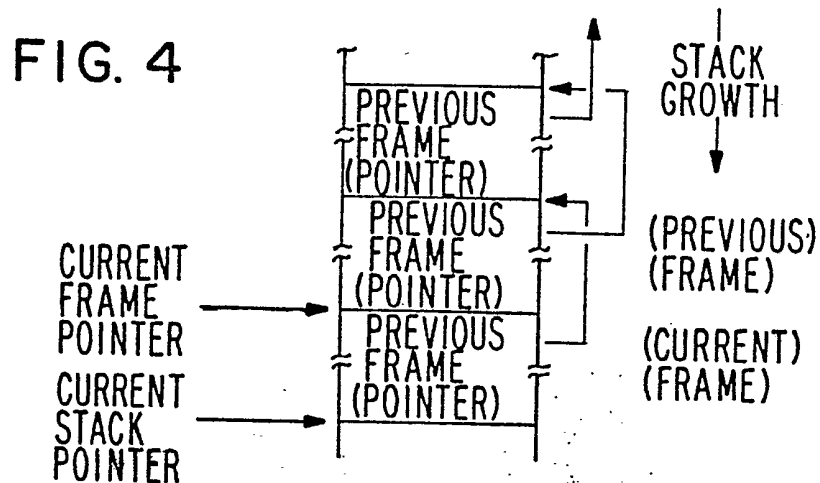 FIG. 4
STACK
GROWTH
PREVIOUS
FRAME
(POINTER)
PREVIOUS
FRAME
(POINTER)
PREVIOUS
FRAME
(POINTER)
CURRENT
FRAME
POINTER
CURRENT
STACK
POINTER
(PREVIOUS)
(FRAME)
(CURRENT)
(FRAME)